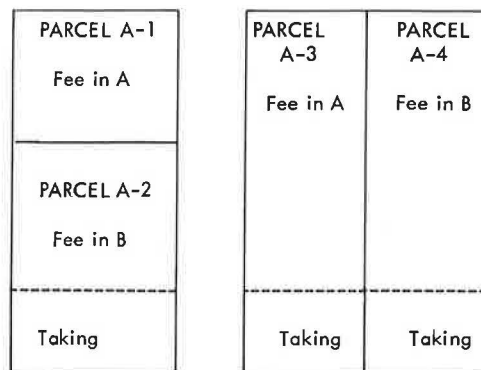 PARCEL A-1
Fee in A
PARCEL A-2
Fee in B
Taking
PARCEL
A-3
Fee in A
Taking
PARCEL
A-4
Fee in B
Taking